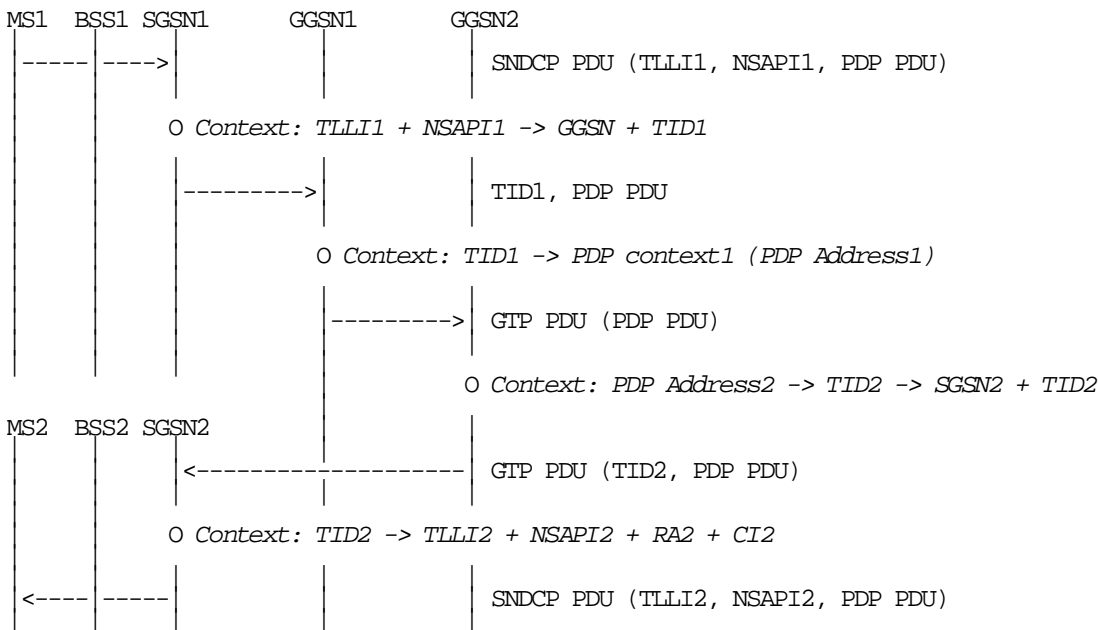 MS1 BSS1 SGSN1 GGSN1 GGSN2
SNDCP PDU (TLLI1, NSAPI1, PDP PDU)
O Context: TLLI1 + NSAPI1 -> GGSN + TID1
TID1, PDP PDU
O Context: TID1 -> PDP context1 (PDP Address1)
GTP PDU (PDP PDU)
O Context: PDP Address2 -> TID2 -> SGSN2 + TID2
MS2 BSS2 SGSN2
GTP PDU (TID2, PDP PDU)
O Context: TID2 -> TLLI2 + NSAPI2 + RA2 + CI2
SNDCP PDU (TLLI2, NSAPI2, PDP PDU)